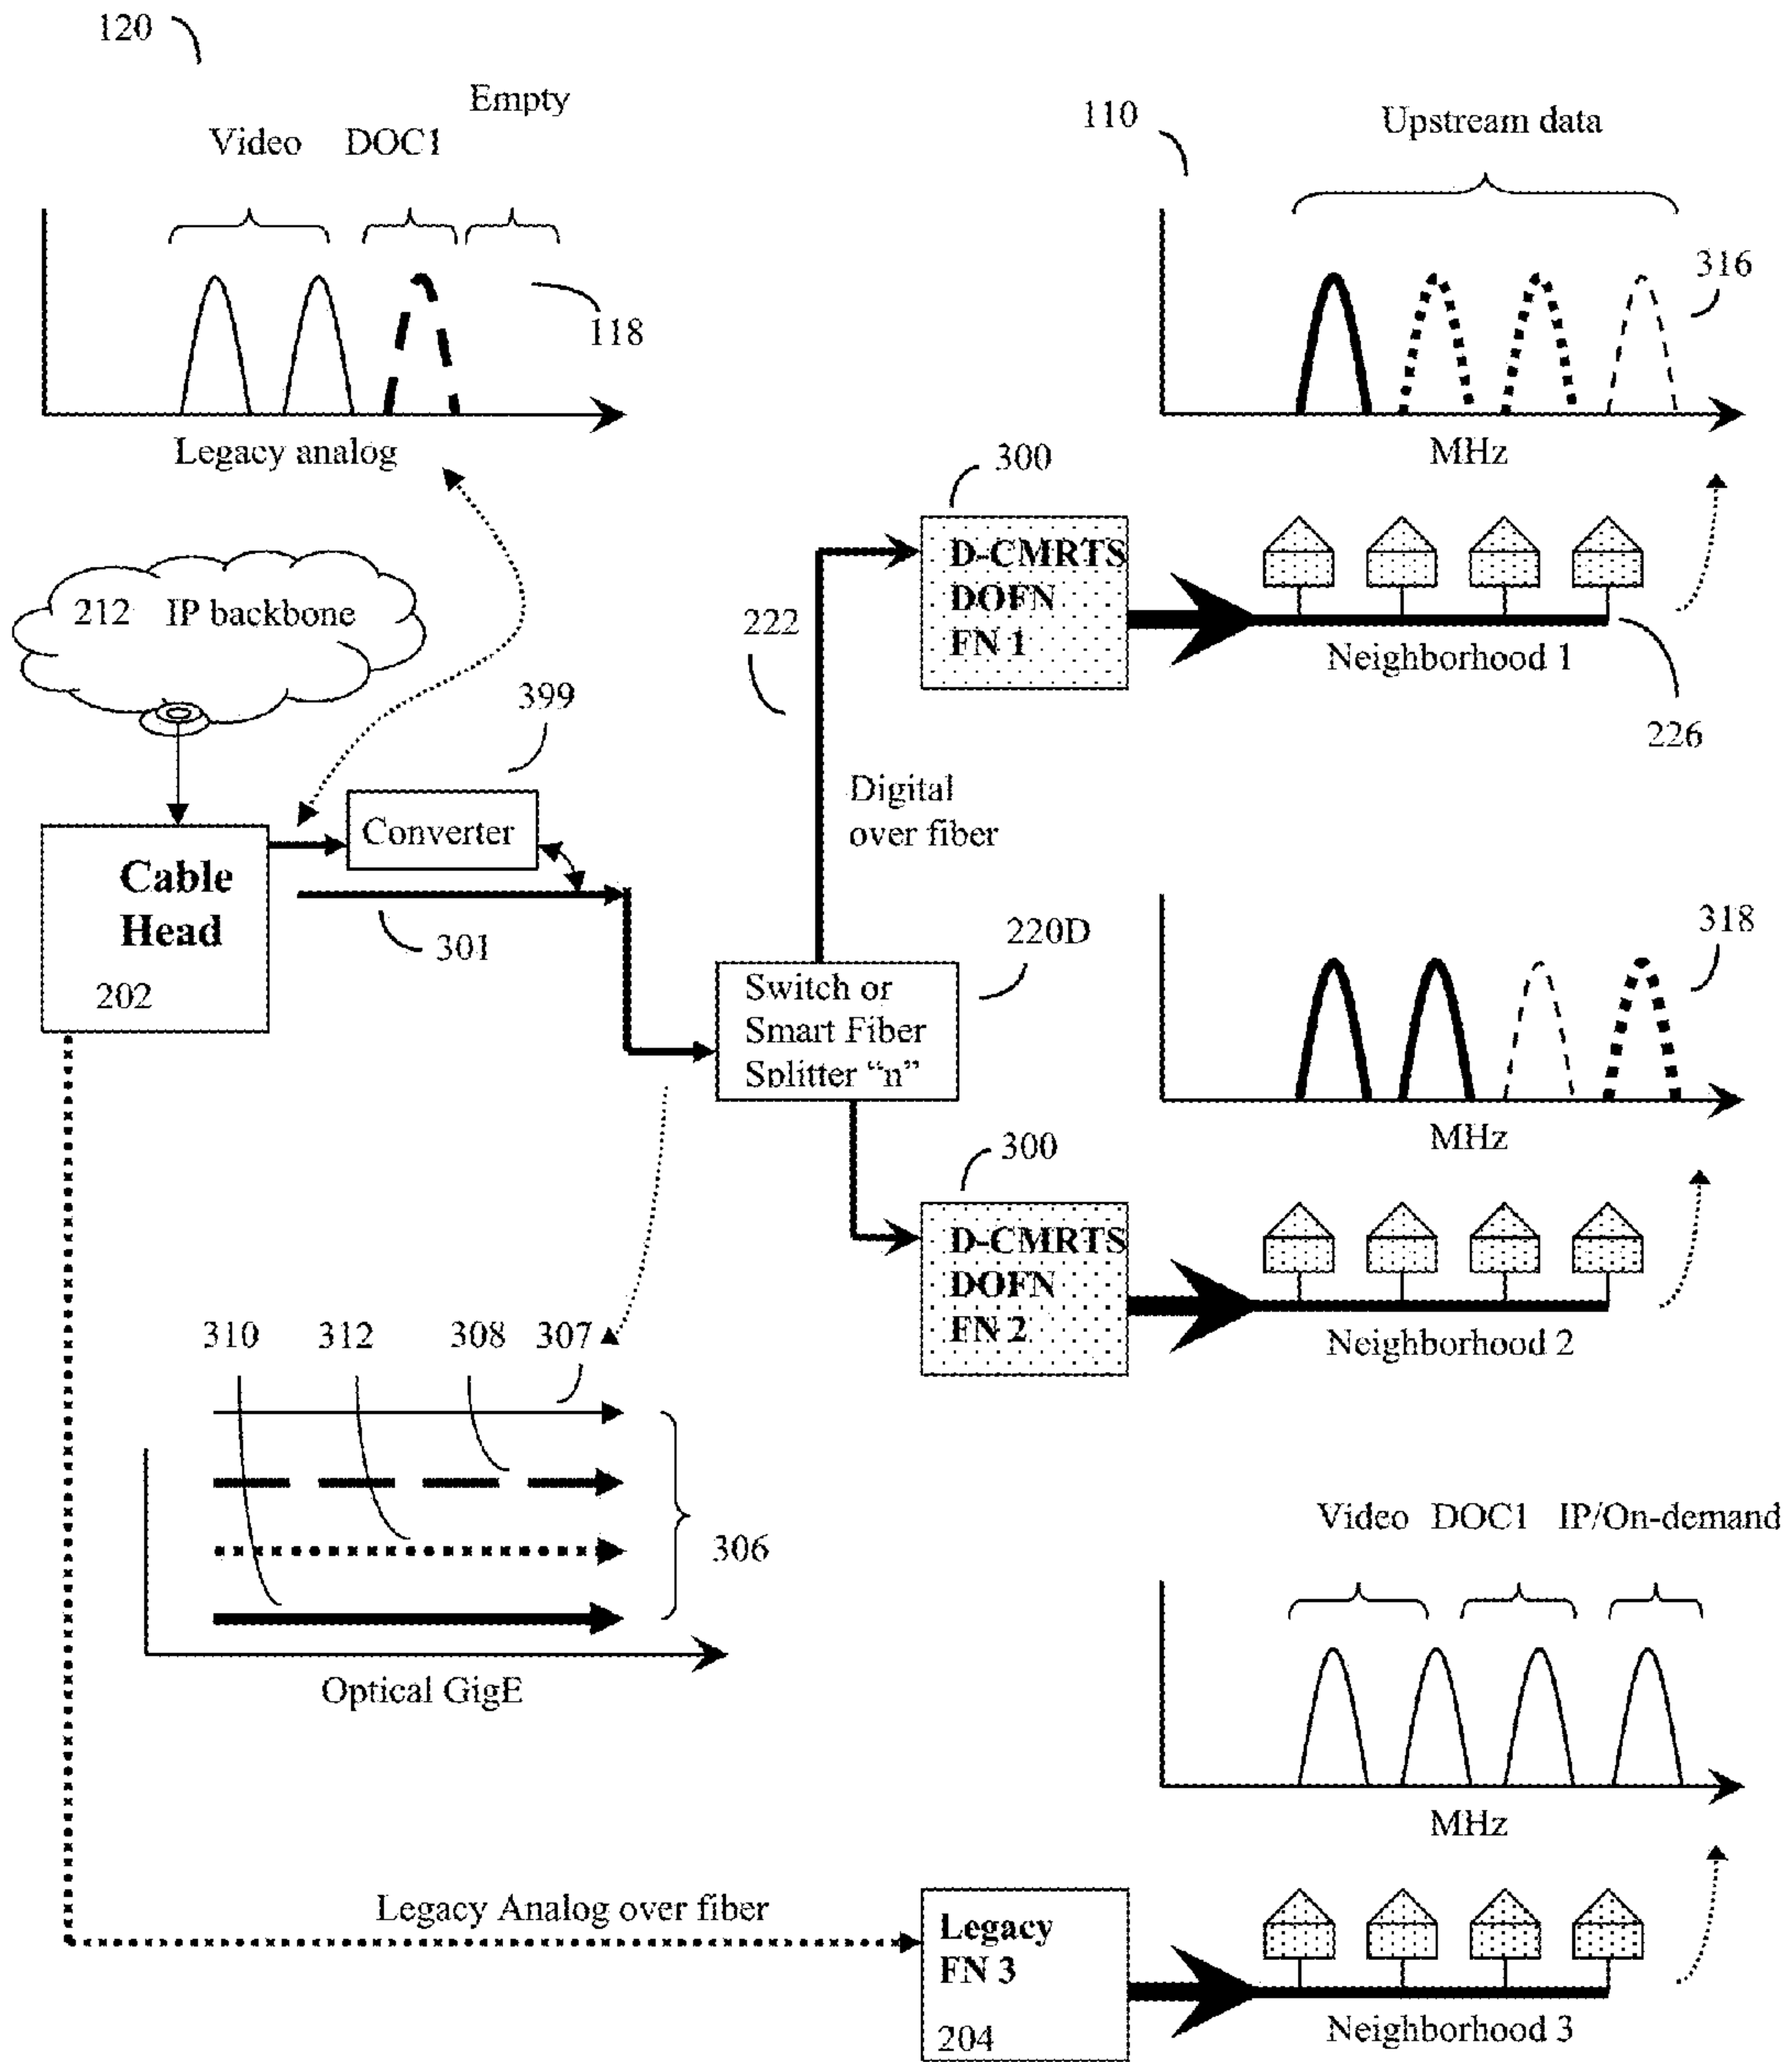 120
Empty
Video DOC1
118
Legacy analog
110
Upstream data
316
MHz
300
D-CMRTS
DOFN
FN 1
222
Neighborhood 1
226
212 IP backbone
399
Converter
Digital
over fiber
Cable
Head
202
301
220D
Switch or
Smart Fiber
Splitter “n”
318
MHz
300
D-CMRTS
DOFN
FN 2
Neighborhood 2
310
312
308
307
306
Optical GigE
Video DOC1 IP/On-demand
MHz
Legacy Analog over fiber
Legacy
FN 3
204
Neighborhood 3